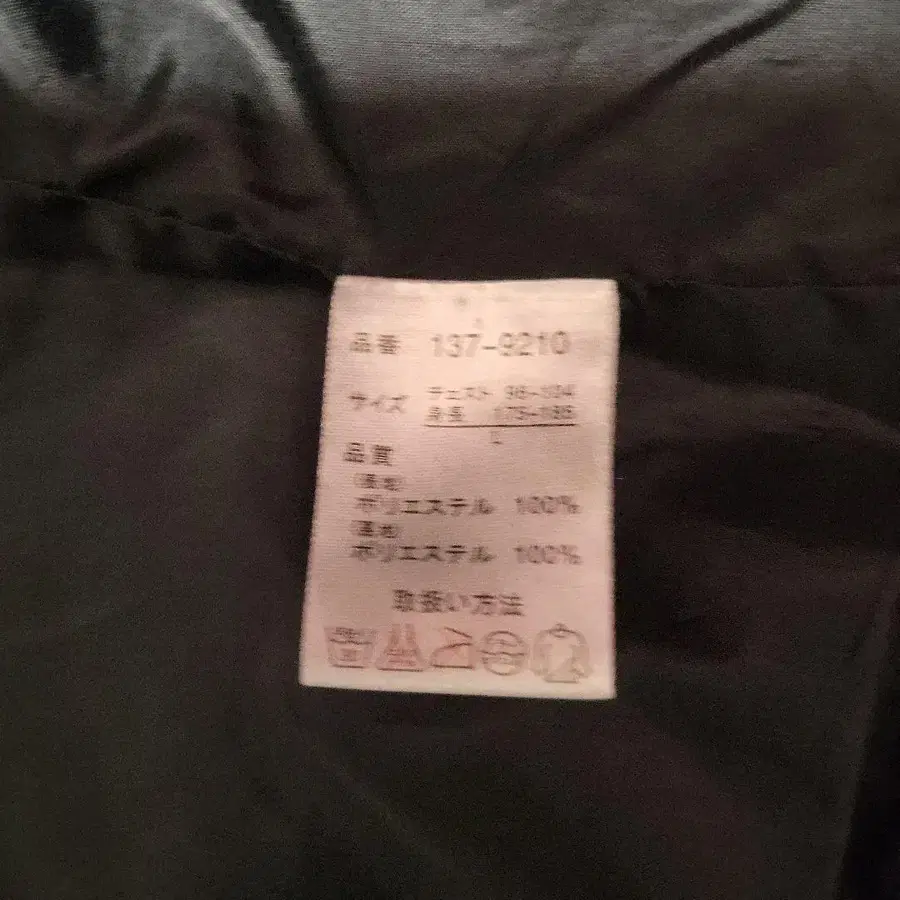 品番 137-9210
サイズ チェスト 96-104
身長 175-185
L
品質
(表地)
ポリエステル 100%
(裏地)
ポリエステル 100%
取扱い方法